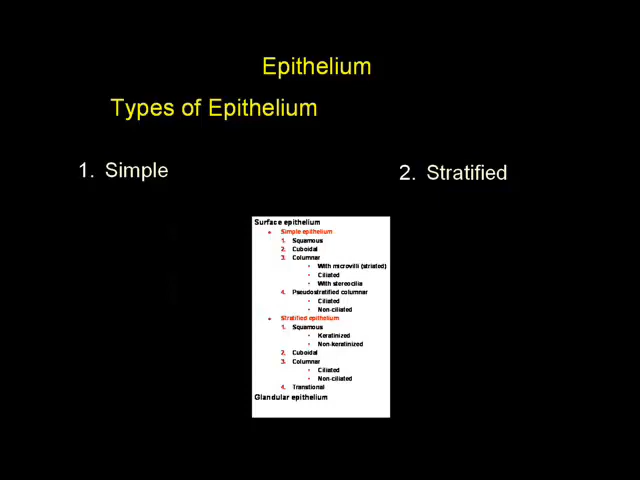 Epithelium
Types of Epithelium
1. Simple
2. Stratified
Surface epithelium
• Simple epithelium
1. Squamous
2. Cuboidal
3. Columnar
• With microvilli (striated)
• Ciliated
• With stereocilia
4. Pseudostratified columnar
• Ciliated
• Non-ciliated
• Stratified epithelium
1. Squamous
• Keratinized
• Non-keratinized
2. Cuboidal
3. Columnar
• Ciliated
• Non-ciliated
4. Transtional
Glandular epithelium